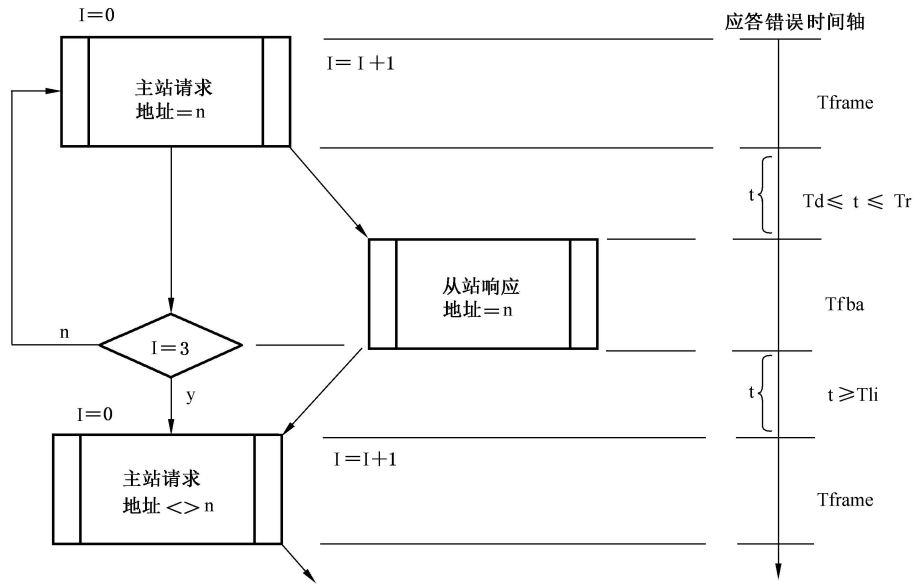 I=0
应答错误时间轴
I= I +1
主站请求
地址=n
Tframe
t
Td≤ t ≤ Tr
从站响应
地址=n
Tfba
n
I=3
y
t
t ≥Tli
I=0
I=I+1
主站请求
地址<>n
Tframe